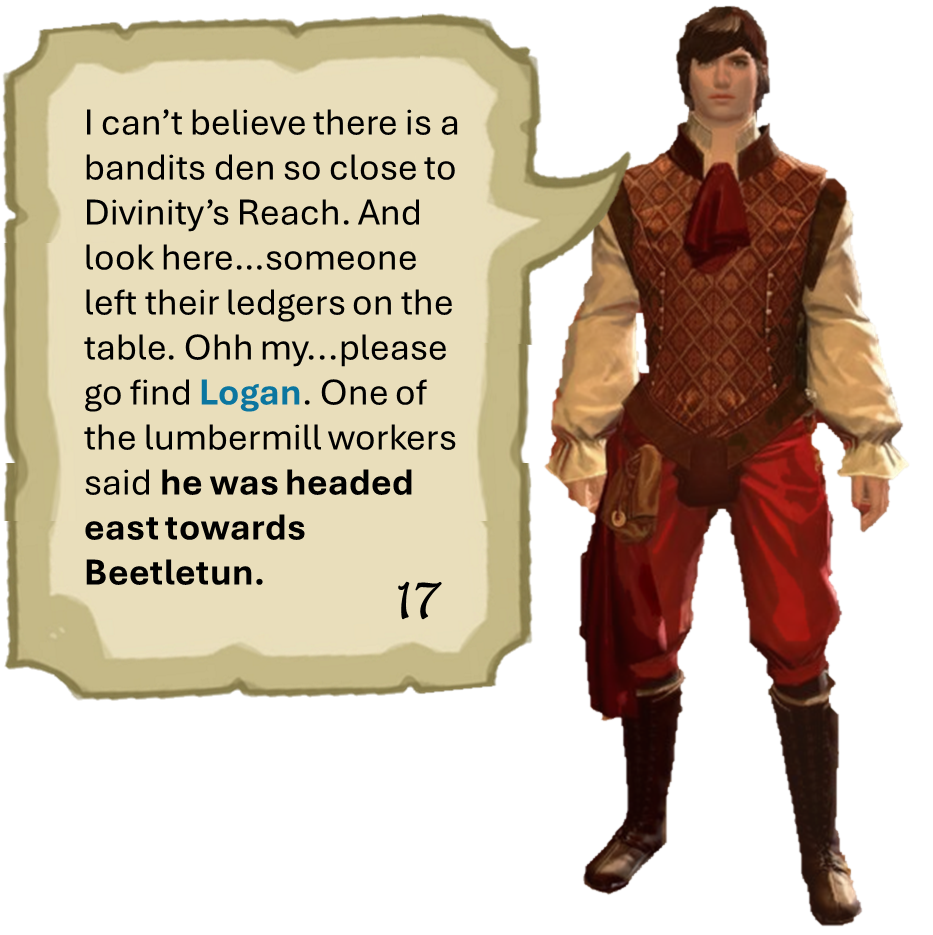 I can’t believe there is a
bandits den so close to
Divinity’s Reach. And
look here...someone
left their ledgers on the
table. Ohh my...please
go find Logan. One of
the lumbermill workers
said he was headed
east towards
Beetletun.
17